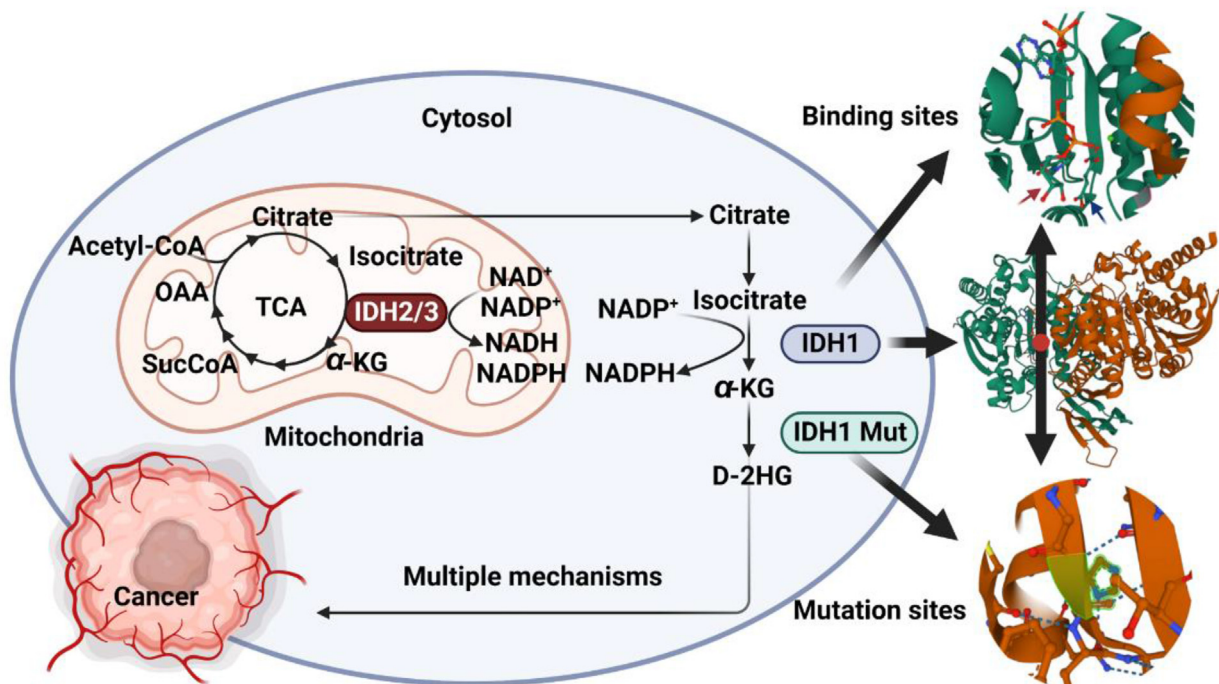 Cytosol
Binding sites
Citrate
Citrate
Acetyl-CoA
Isocitrate
NAD⁺
OAA
TCA
IDH2/3
NADP⁺
NADP⁺
Isocitrate
NADH
IDH1
SucCoA
α-KG
NADPH
NADPH
α-KG
Mitochondria
IDH1 Mut
D-2HG
Multiple mechanisms
Cancer
Mutation sites